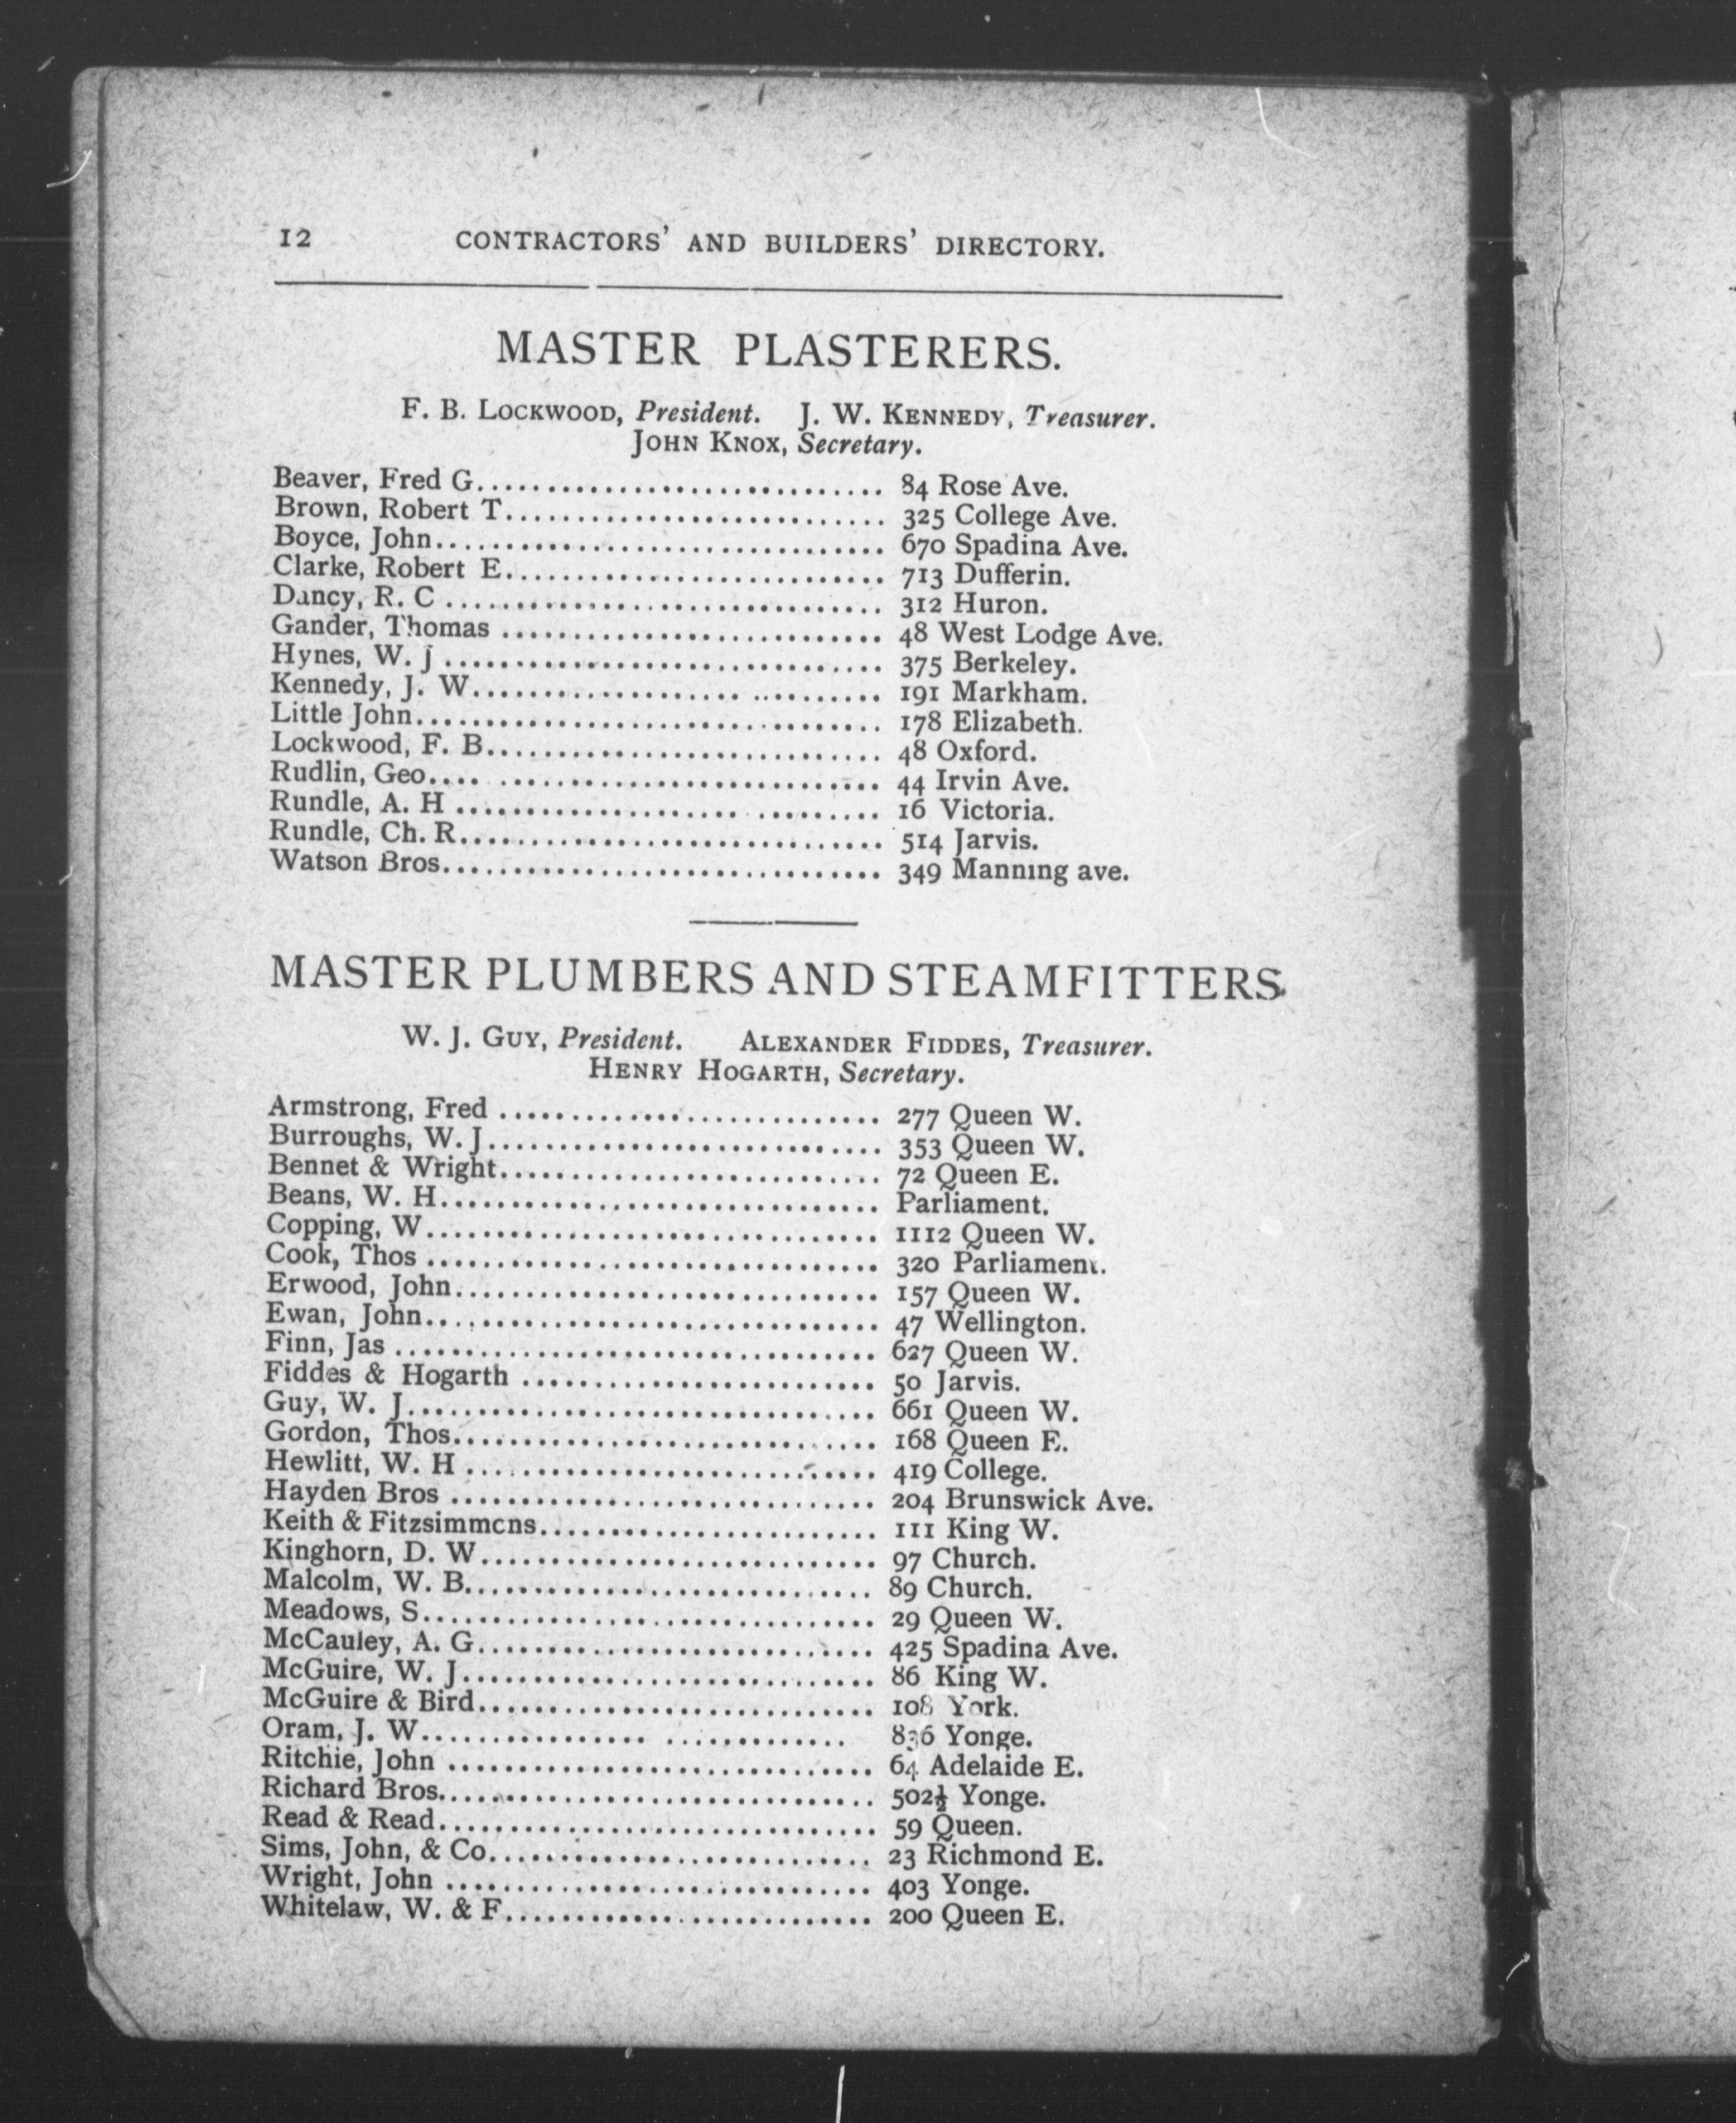 12 CONTRACTORS' AND BUILDERS' DIRECTORY.
MASTER PLASTERERS.
F. B. LOCKWOOD, President. J. W. KENNEDY, Treasurer.
JOHN KNOX, Secretary.
Beaver, Fred G.............................. 84 Rose Ave.
Brown, Robert T........................... 325 College Ave.
Boyce, John................................ 670 Spadina Ave.
Clarke, Robert E........................... 713 Dufferin.
Dancy, R. C ............................... 312 Huron.
Gander, Thomas ........................... 48 West Lodge Ave.
Hynes, W. J ............................... 375 Berkeley.
Kennedy, J. W................... .......... 191 Markham.
Little John................................. 178 Elizabeth.
Lockwood, F. B............................ 48 Oxford.
Rudlin, Geo.... ........................... 44 Irvin Ave.
Rundle, A. H .................... ......... 16 Victoria.
Rundle, Ch. R.............................. 514 Jarvis.
Watson Bros............................... 349 Manning ave.
MASTER PLUMBERS AND STEAMFITTERS.
W. J. GUY, President. ALEXANDER FIDDES, Treasurer.
HENRY HOGARTH, Secretary.
Armstrong, Fred ........................... 277 Queen W.
Burroughs, W. J............................ 353 Queen W.
Bennet & Wright........................... 72 Queen E.
Beans, W. H............................... Parliament.
Copping, W................................ 1112 Queen W.
Cook, Thos ................................ 320 Parliament.
Erwood, John.............................. 157 Queen W.
Ewan, John................................ 47 Wellington.
Finn, Jas .................................. 627 Queen W.
Fiddes & Hogarth ......................... 50 Jarvis.
Guy, W. J................................. 661 Queen W.
Gordon, Thos.............................. 168 Queen E.
Hewlitt, W. H ............................. 419 College.
Hayden Bros .............................. 204 Brunswick Ave.
Keith & Fitzsimmons........................ 111 King W.
Kinghorn, D. W............................ 97 Church.
Malcolm, W. B............................. 89 Church.
Meadows, S................................ 29 Queen W.
McCauley, A. G............................ 425 Spadina Ave.
McGuire, W. J............................. 86 King W.
McGuire & Bird............................ 108 York.
Oram, J. W................ ............. 836 Yonge.
Ritchie, John .............................. 64 Adelaide E.
Richard Bros............................... 502½ Yonge.
Read & Read............................... 59 Queen.
Sims, John, & Co........................... 23 Richmond E.
Wright, John .............................. 403 Yonge.
Whitelaw, W. & F.......................... 200 Queen E.